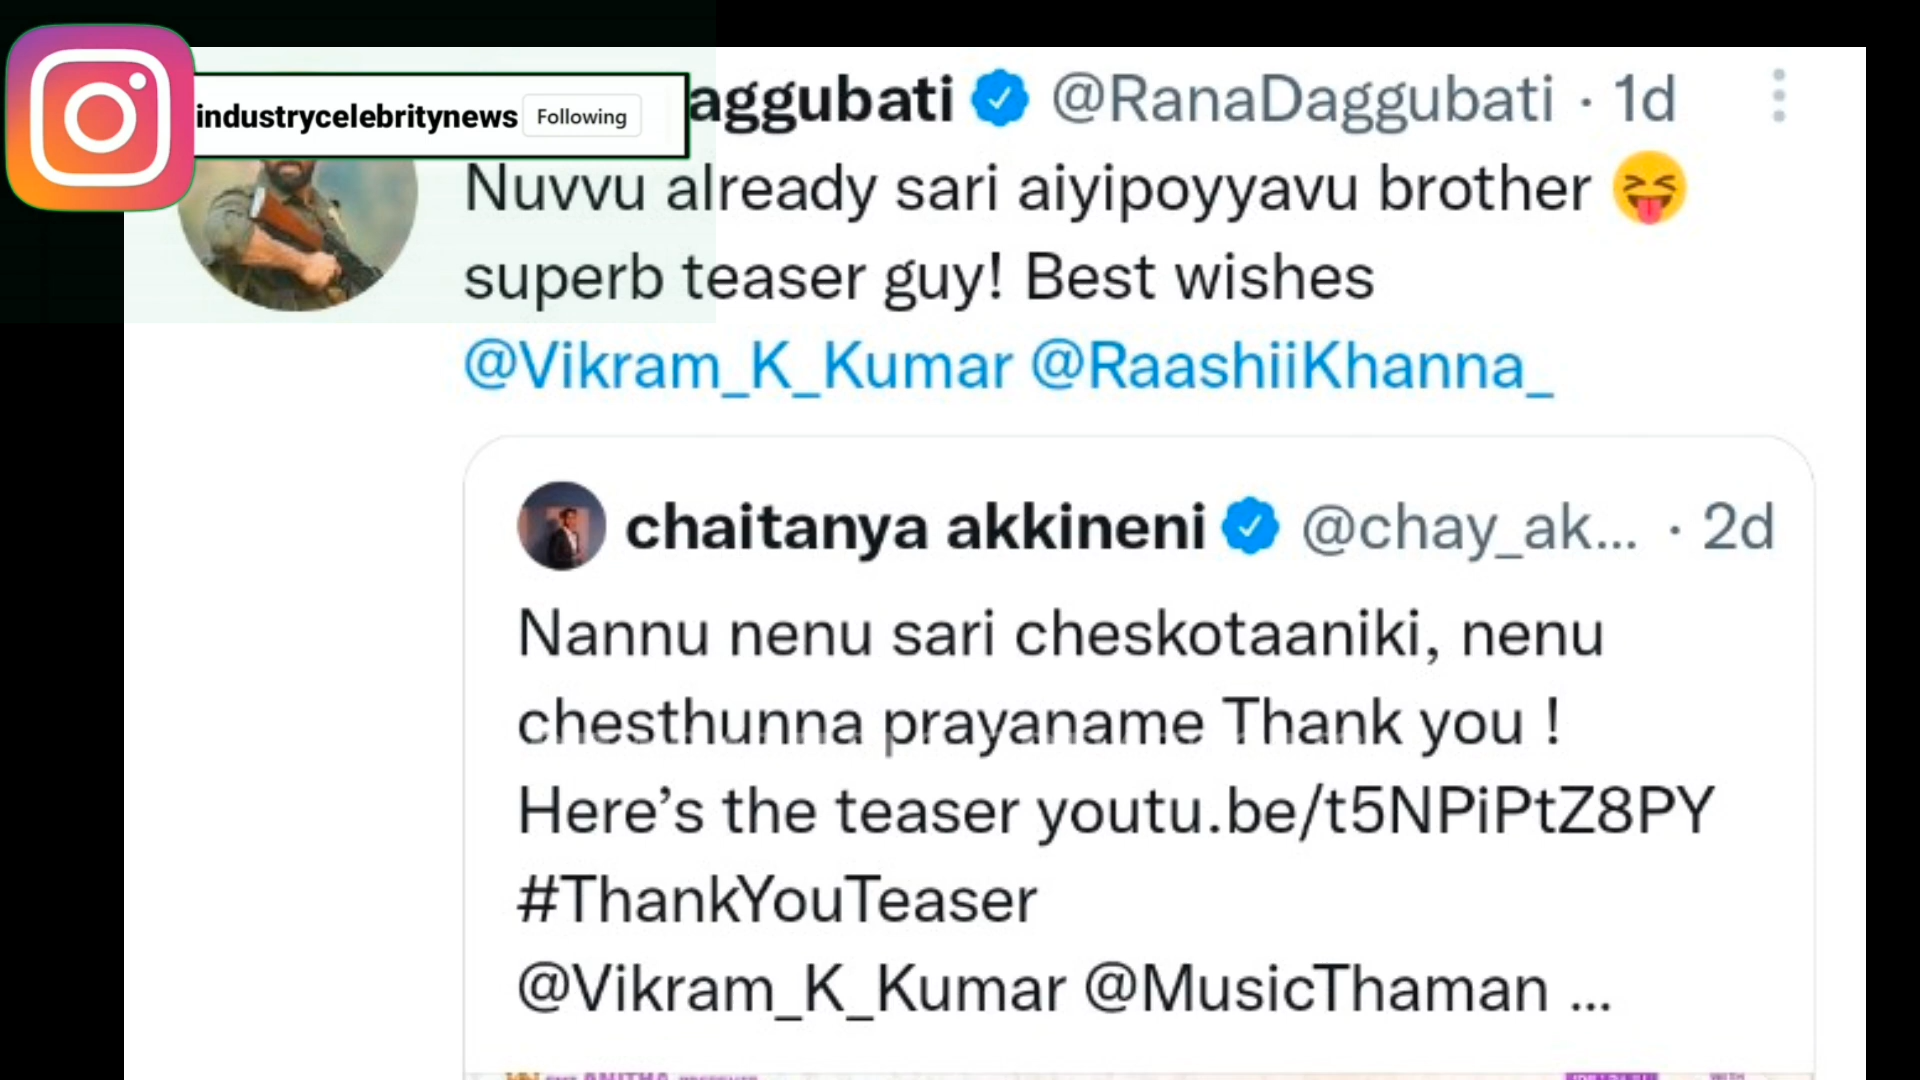 industrycelebritynews Following
aggubati @RanaDaggubati · 1d
Nuvvu already sari aiyipoyyavu brother 😝
superb teaser guy! Best wishes
@Vikram_K_Kumar @RaashiiKhanna_
chaitanya akkineni @chay_ak... · 2d
Nannu nenu sari cheskotaaniki, nenu
chesthunna prayaname Thank you !
Here’s the teaser youtu.be/t5NPiPtZ8PY
#ThankYouTeaser
@Vikram_K_Kumar @MusicThaman ...